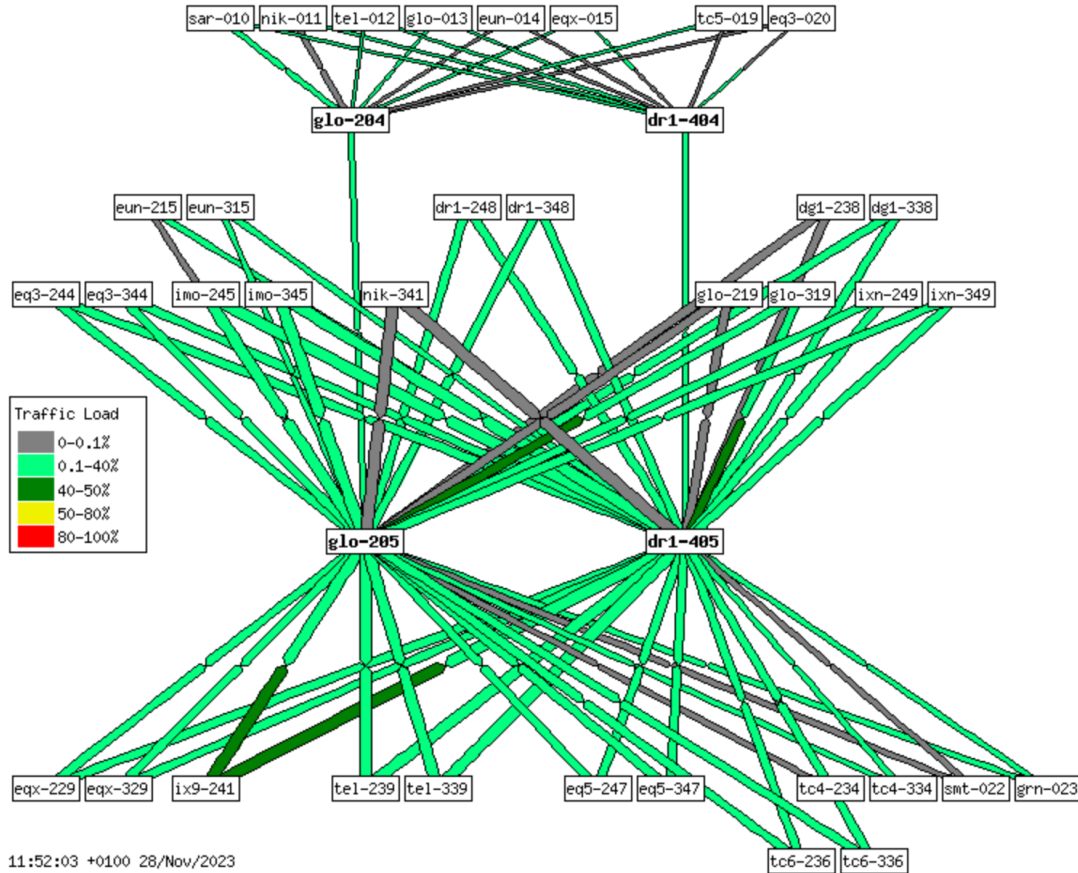 sar-010 nik-011 tel-012 glo-013 eun-014 eqx-015 tc5-019 eq3-020
glo-204 dr1-404
eun-215 eun-315 dr1-248 dr1-348 dg1-238 dg1-338
eq3-244 eq3-344 imo-245 imo-345 nik-341 glo-219 glo-319 ixn-249 ixn-349
Traffic Load
0-0.1%
0.1-40%
40-50%
50-80%
80-100%
glo-205 dr1-405
eqx-229 eqx-329 ix9-241 tel-239 tel-339 eq5-247 eq5-347 tc4-234 tc4-334 smt-022 grn-023
tc6-236 tc6-336
11:52:03 +0100 28/Nov/2023